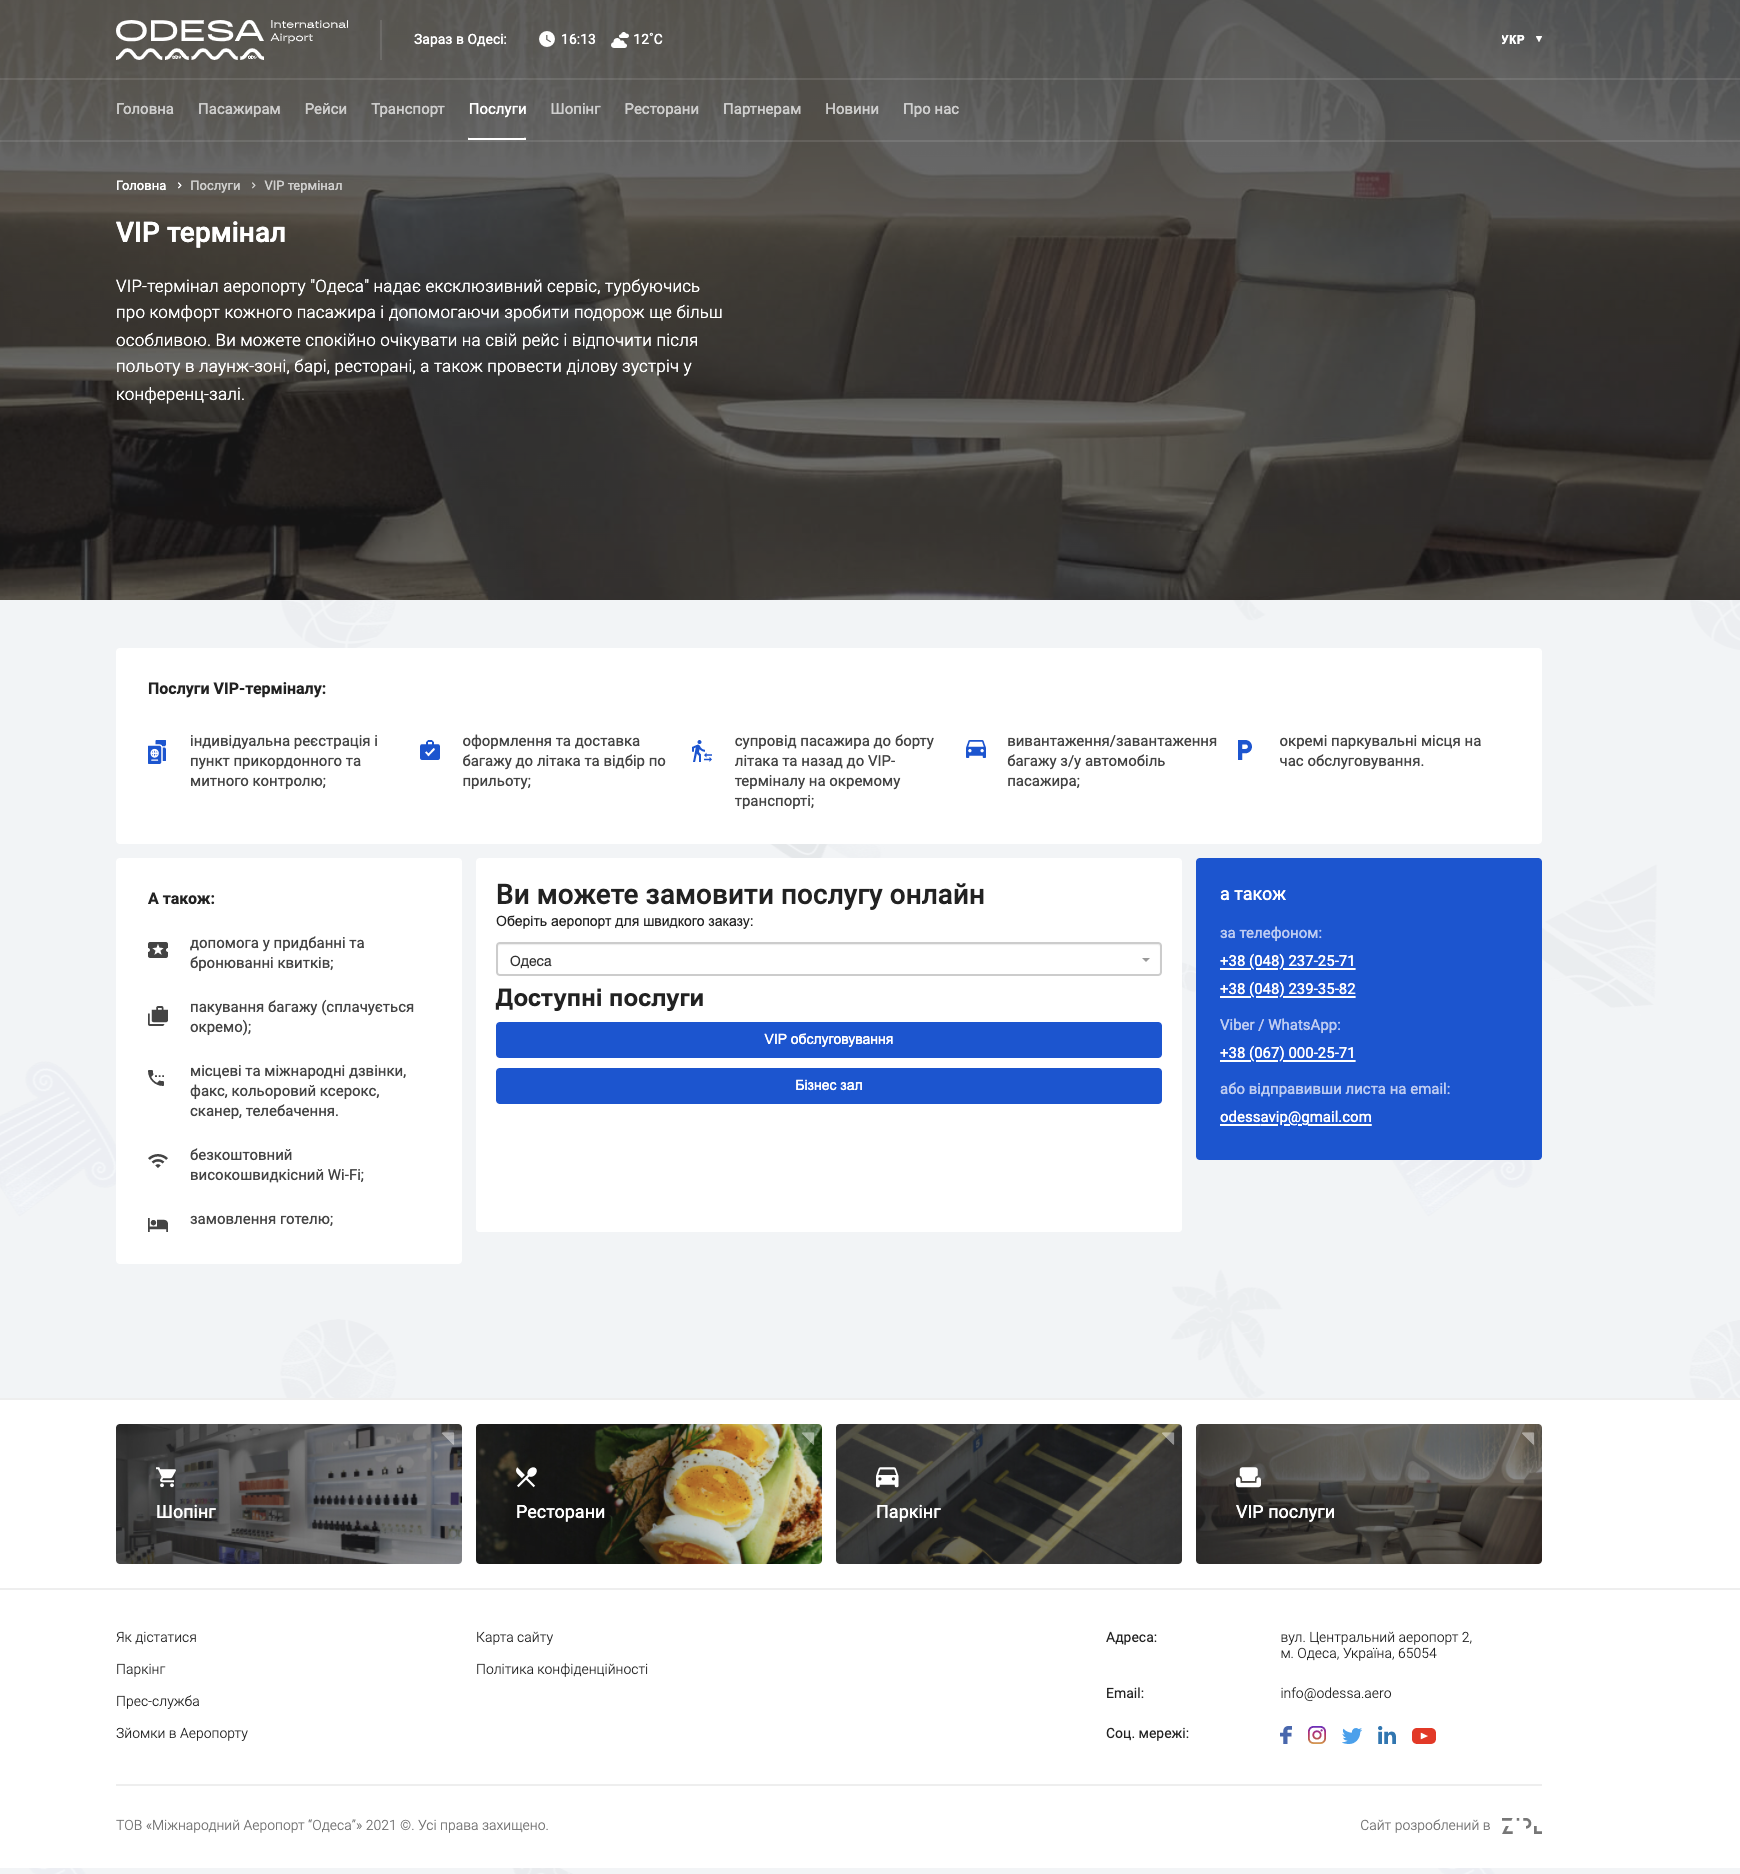 ODESA International
Airport
MAMA
Зараз в Одесі: 16:13 12°C
УКР ▼
Головна Пасажирам Рейси Транспорт Послуги Шопінг Ресторани Партнерам Новини Про нас
Головна › Послуги › VIP термінал
VIP термінал
VIP-термінал аеропорту "Одеса" надає ексклюзивний сервіс, турбуючись
про комфорт кожного пасажира і допомагаючи зробити подорож ще більш
особливою. Ви можете спокійно очікувати на свій рейс і відпочити після
польоту в лаунж-зоні, барі, ресторані, а також провести ділову зустріч у
конференц-залі.
Послуги VIP-терміналу:
індивідуальна реєстрація і
пункт прикордонного та
митного контролю;
оформлення та доставка
багажу до літака та відбір по
прильоту;
супровід пасажира до борту
літака та назад до VIP-
терміналу на окремому
транспорті;
вивантаження/завантаження
багажу з/у автомобіль
пасажира;
окремі паркувальні місця на
час обслуговування.
А також:
допомога у придбанні та
бронюванні квитків;
пакування багажу (сплачується
окремо);
місцеві та міжнародні дзвінки,
факс, кольоровий ксерокс,
сканер, телебачення.
безкоштовний
високошвидкісний Wi-Fi;
замовлення готелю;
Ви можете замовити послугу онлайн
Оберіть аеропорт для швидкого заказу:
Одеса
Доступні послуги
VIP обслуговування
Бізнес зал
а також
за телефоном:
+38 (048) 237-25-71
+38 (048) 239-35-82
Viber / WhatsApp:
+38 (067) 000-25-71
або відправивши листа на email:
odessavip@gmail.com
Шопінг
Ресторани
Паркінг
VIP послуги
Як дістатися
Паркінг
Прес-служба
Зйомки в Аеропорту
Карта сайту
Політика конфіденційності
Адреса: вул. Центральний аеропорт 2,
м. Одеса, Україна, 65054
Email: info@odessa.aero
Соц. мережі:
ТОВ «Міжнародний Аеропорт “Одеса”» 2021 ©. Усі права захищено.
Сайт розроблений в